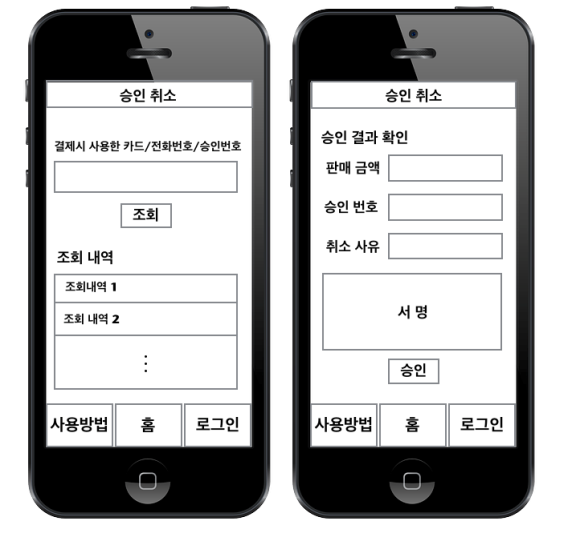 승인 취소
결제시 사용한 카드/전화번호/승인번호
조회
조회 내역
조회내역 1
조회 내역 2
⋮
사용방법 홈 로그인
승인 취소
승인 결과 확인
판매 금액
승인 번호
취소 사유
서 명
승인
사용방법 홈 로그인